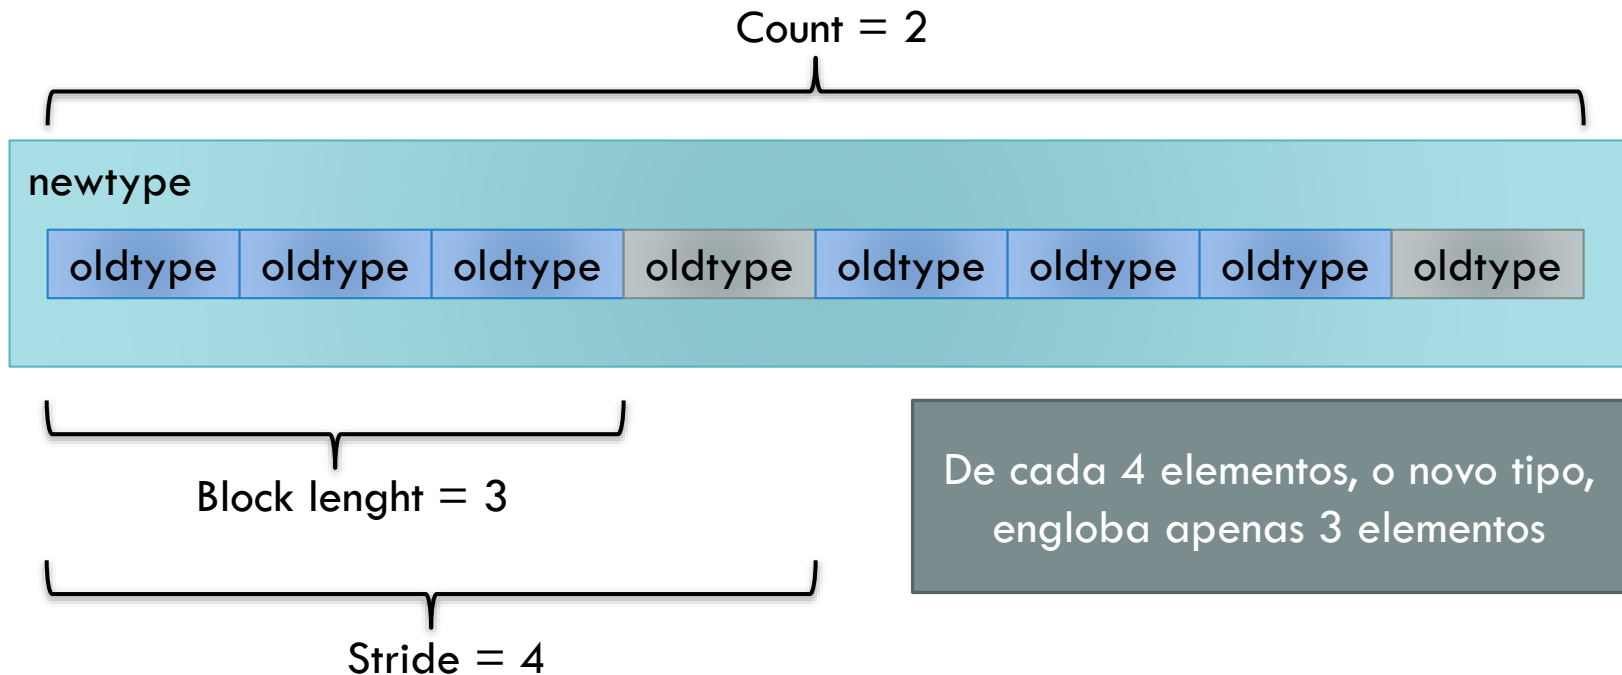 Count = 2
newtype
oldtype oldtype oldtype oldtype oldtype oldtype oldtype oldtype
Block lenght = 3
De cada 4 elementos, o novo tipo,
engloba apenas 3 elementos
Stride = 4